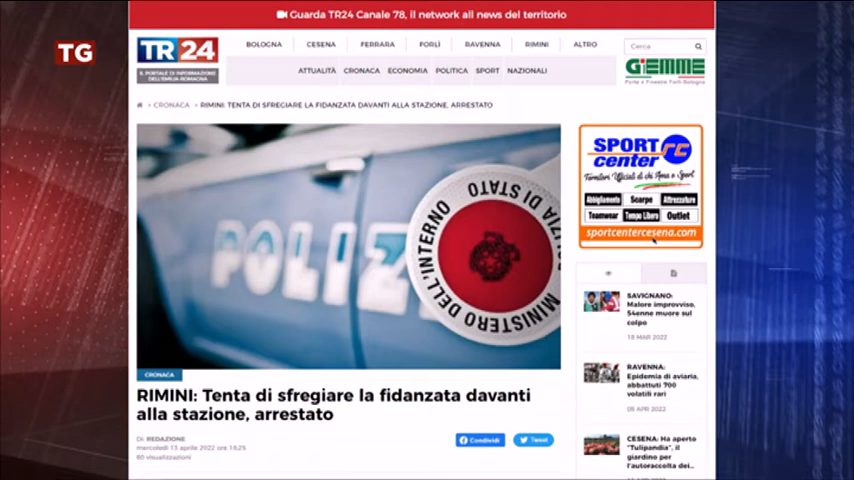 Guarda TR24 Canale 78, il network all news del territorio
TG
TR24
IL PORTALE DI INFORMAZIONE
DELL'EMILIA ROMAGNA
BOLOGNA
CESENA
FERRARA
FORLÌ
RAVENNA
RIMINI
ALTRO
Cerca
ATTUALITÀ
CRONACA
ECONOMIA
POLITICA
SPORT
NAZIONALI
GIEMME
Porte e Finestre Forlì-Bologna
> CRONACA > RIMINI: TENTA DI SFREGIARE LA FIDANZATA DAVANTI ALLA STAZIONE, ARRESTATO
POLIZ
MINISTERO DELL'INTERNO
POLIZIA DI STATO
SPORT
center
SC
Fornitori Ufficiali di chi Ama lo Sport
Abbigliamento
Scarpe
Attrezzature
Teamwear
Tempo Libero
Outlet
sportcentercesena.com
CRONACA
RIMINI: Tenta di sfregiare la fidanzata davanti
alla stazione, arrestato
Di: REDAZIONE
mercoledì 13 aprile 2022 ore 16:25
60 visualizzazioni
Condividi
Tweet
SAVIGNANO:
Malore improvviso,
54enne muore sul
colpo
18 MAR 2022
RAVENNA:
Epidemia di aviaria,
abbattuti 700
volatili rari
08 APR 2022
CESENA: Ha aperto
"Tulipandia", il
giardino per
l'autoraccolta dei...